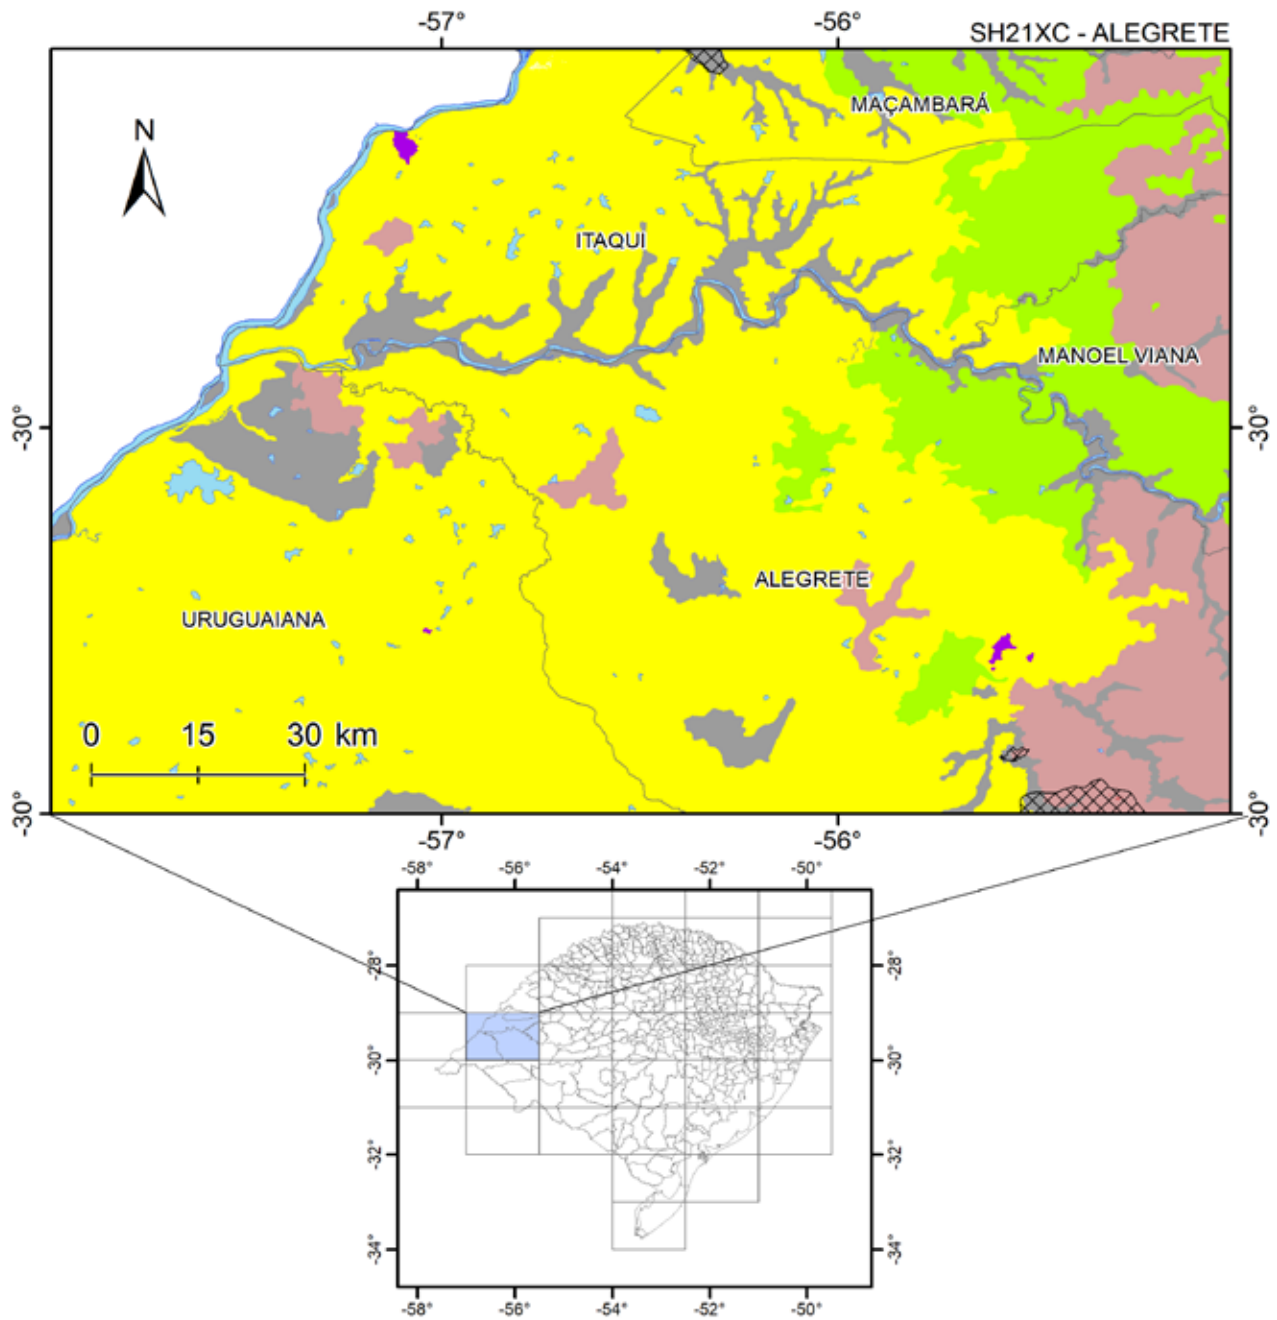 -57° -56°
SH21XC - ALEGRETE
MAÇAMBARÁ
N
ITAQUI
MANOEL VIANA
-30° -30°
ALEGRETE
URUGUAIANA
0 15 30 km
-30° -30°
-57° -56°
-58° -56° -54° -52° -50°
-28° -28°
-30° -30°
-32° -32°
-34° -34°
-58° -56° -54° -52° -50°